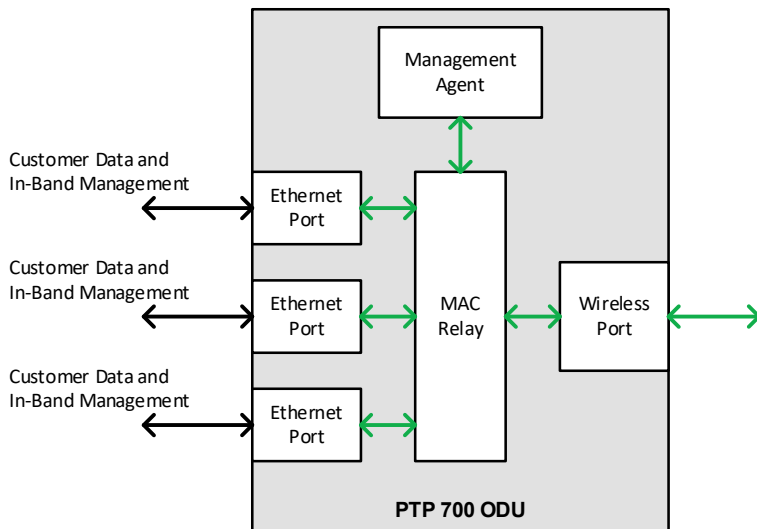 Management
Agent
Customer Data and
In-Band Management
Ethernet
Port
Customer Data and
In-Band Management
Ethernet
Port
MAC
Relay
Wireless
Port
Customer Data and
In-Band Management
Ethernet
Port
PTP 700 ODU